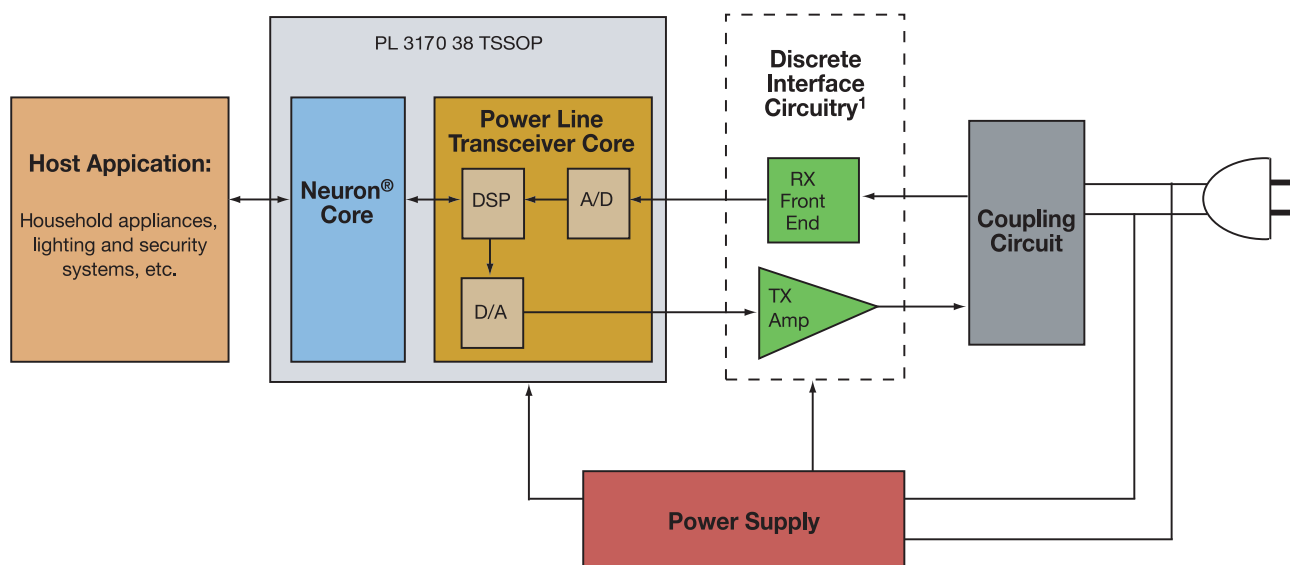 PL 3170 38 TSSOP
Host Appication:
Household appliances,
lighting and security
systems, etc.
Neuron®
Core
Power Line
Transceiver Core
DSP
A/D
D/A
Discrete
Interface
Circuitry¹
RX
Front
End
TX
Amp
Coupling
Circuit
Power Supply